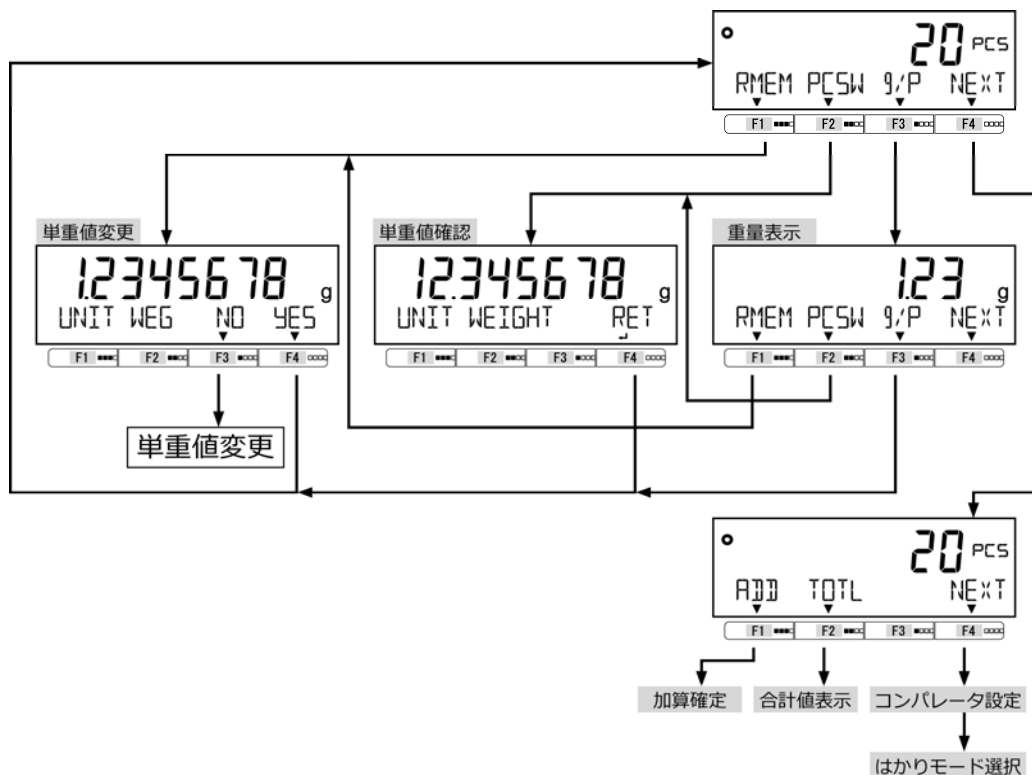 20 PCS
RMEM PCSW g/P NEXT
F1 F2 F3 F4
単重値変更
1.2345678 g
UNIT WEG NO YES
F1 F2 F3 F4
単重値確認
12.345678 g
UNIT WEIGHT RET
F1 F2 F3 F4
重量表示
1.23 g
RMEM PCSW g/P NEXT
F1 F2 F3 F4
単重値変更
20 PCS
ADD TOTL NEXT
F1 F2 F3 F4
加算確定 合計値表示 コンパレータ設定
はかりモード選択